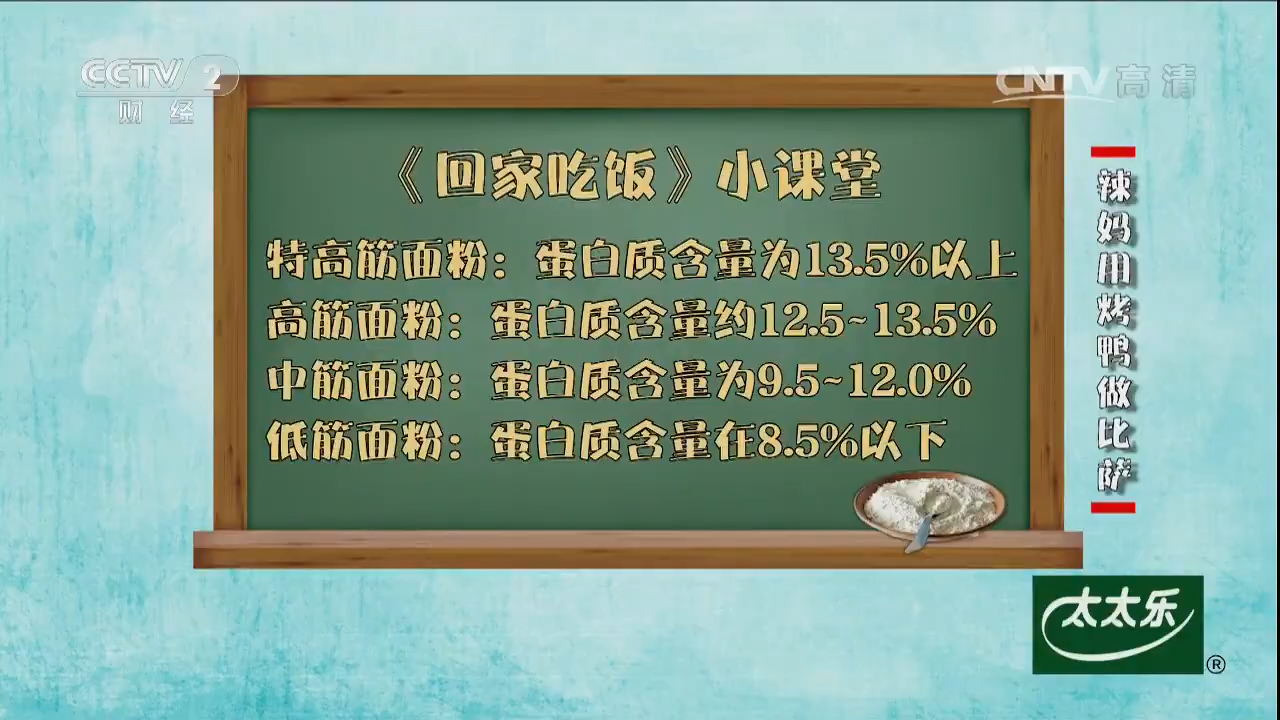 CCTV 2
财经
CNTV高清
《回家吃饭》小课堂
特高筋面粉：蛋白质含量为13.5%以上
高筋面粉：蛋白质含量约12.5~13.5%
中筋面粉：蛋白质含量为9.5~12.0%
低筋面粉：蛋白质含量在8.5%以下
辣妈用烤鸭做比萨
太太乐
®